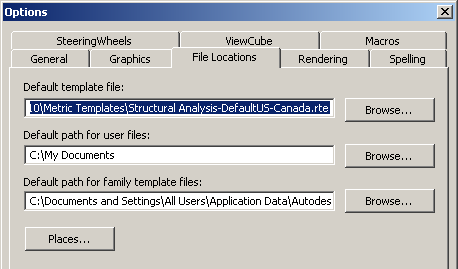 Options
SteeringWheels ViewCube Macros
General Graphics File Locations Rendering Spelling
Default template file:
10\Metric Templates\Structural Analysis-DefaultUS-Canada.rte Browse...
Default path for user files:
C:\My Documents Browse...
Default path for family template files:
C:\Documents and Settings\All Users\Application Data\Autodes Browse...
Places...